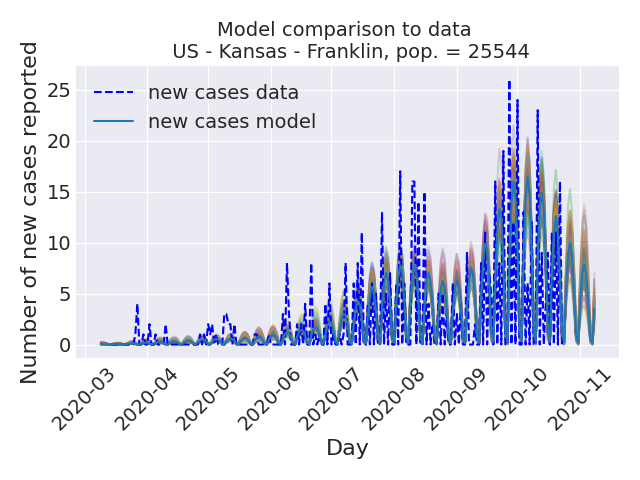 Model comparison to data
US - Kansas - Franklin, pop. = 25544
Number of new cases reported
25
20
15
10
5
0
new cases data
new cases model
2020-03
2020-04
2020-05
2020-06
2020-07
2020-08
2020-09
2020-10
2020-11
Day